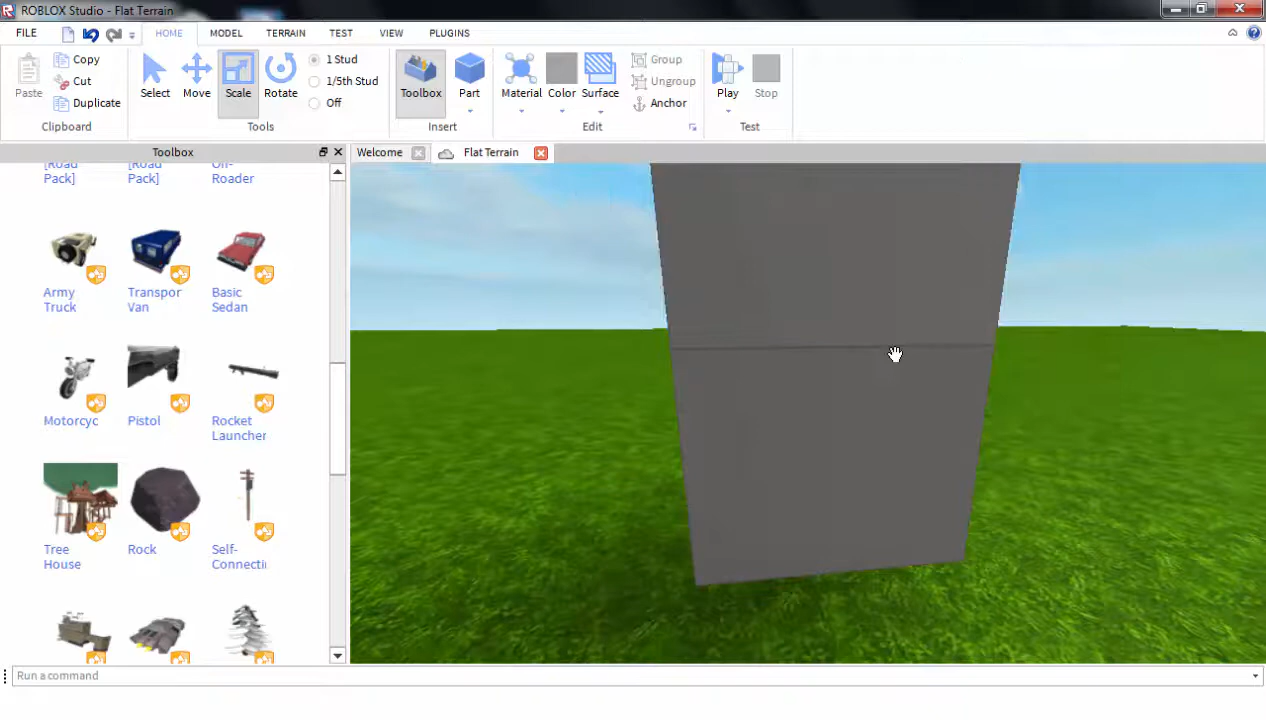 ROBLOX Studio - Flat Terrain
FILE HOME MODEL TERRAIN TEST VIEW PLUGINS
Paste Copy Cut Duplicate
Clipboard
Select Move Scale Rotate 1 Stud 1/5th Stud Off
Tools
Toolbox Part
Insert
Material Color Surface Group Ungroup Anchor
Edit
Play Stop
Test
Toolbox
Welcome Flat Terrain
[Road [Road Off-
Pack] Pack] Roader
Army Transpor Basic
Truck Van Sedan
Motorcyc Pistol Rocket
Launcher
Tree Rock Self-
House Connecti
Run a command